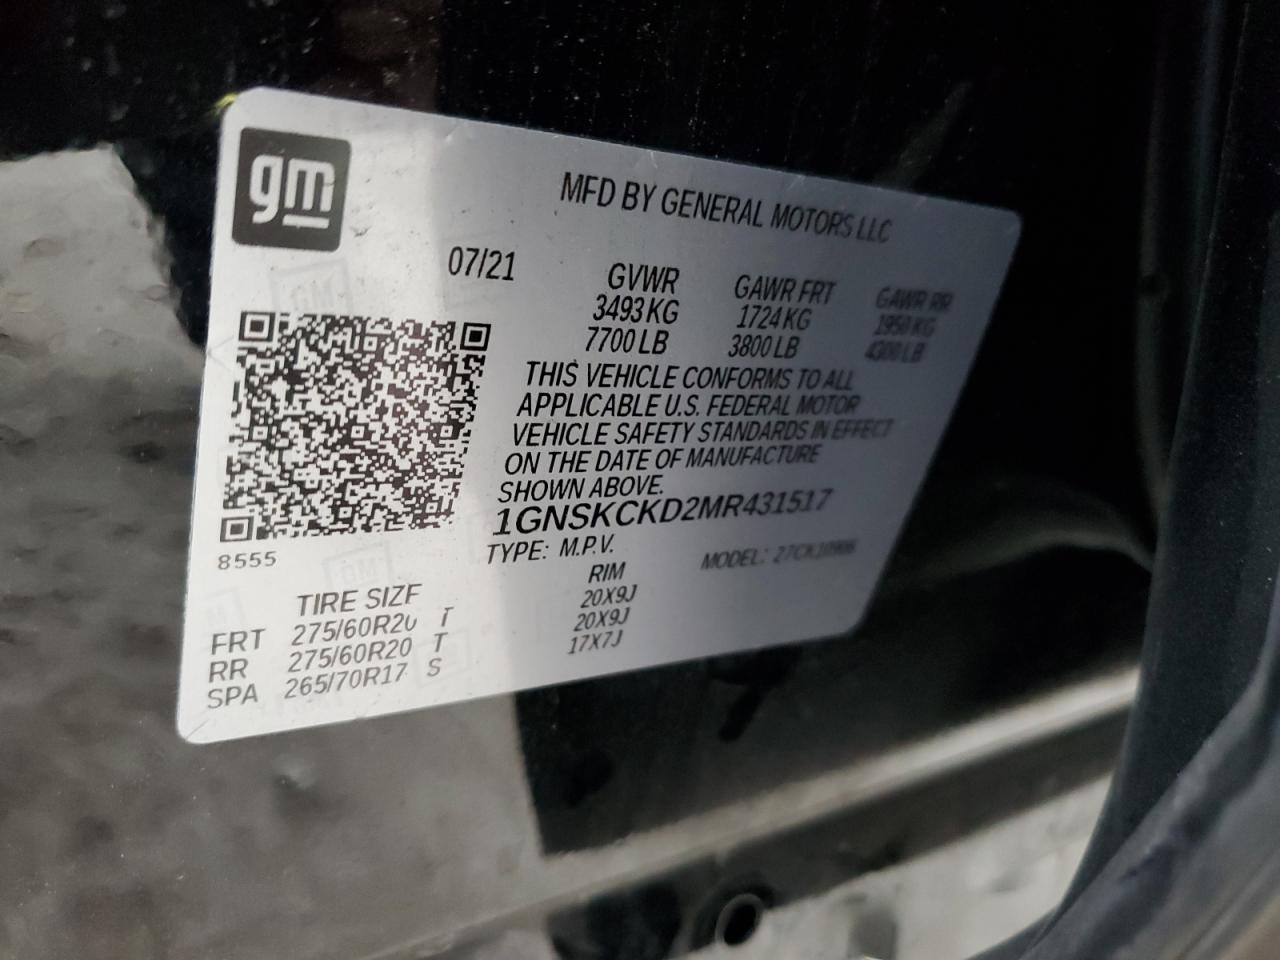 gm
MFD BY GENERAL MOTORS LLC
07/21
GVWR GAWR FRT GAWR RR
3493 KG 1724 KG 1950 KG
7700 LB 3800 LB 4300 LB
THIS VEHICLE CONFORMS TO ALL
APPLICABLE U.S. FEDERAL MOTOR
VEHICLE SAFETY STANDARDS IN EFFECT
ON THE DATE OF MANUFACTURE
SHOWN ABOVE.
1GNSKCKD2MR431517
8555
TYPE: M.P.V. MODEL:
TIRE SIZE RIM
FRT 275/60R20 T 20X9J
RR 275/60R20 T 20X9J
SPA 265/70R17 S 17X7J